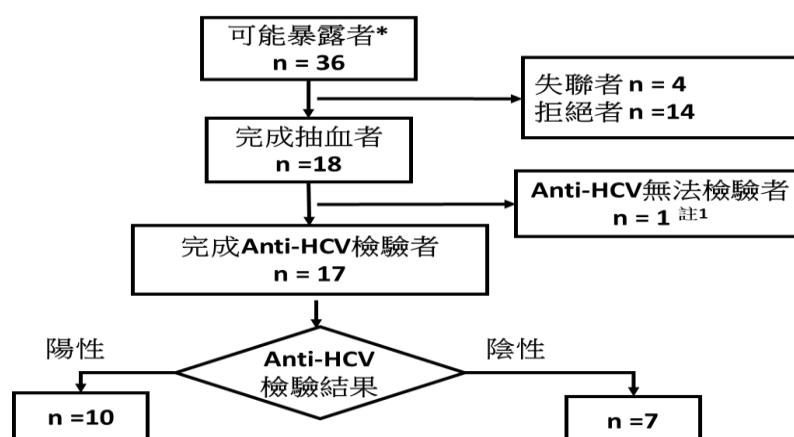 可能暴露者*
n = 36
失聯者 n = 4
拒絕者 n =14
完成抽血者
n =18
Anti-HCV無法檢驗者
n = 1 註1
完成Anti-HCV檢驗者
n = 17
陽性
Anti-HCV
檢驗結果
陰性
n =10
n =7